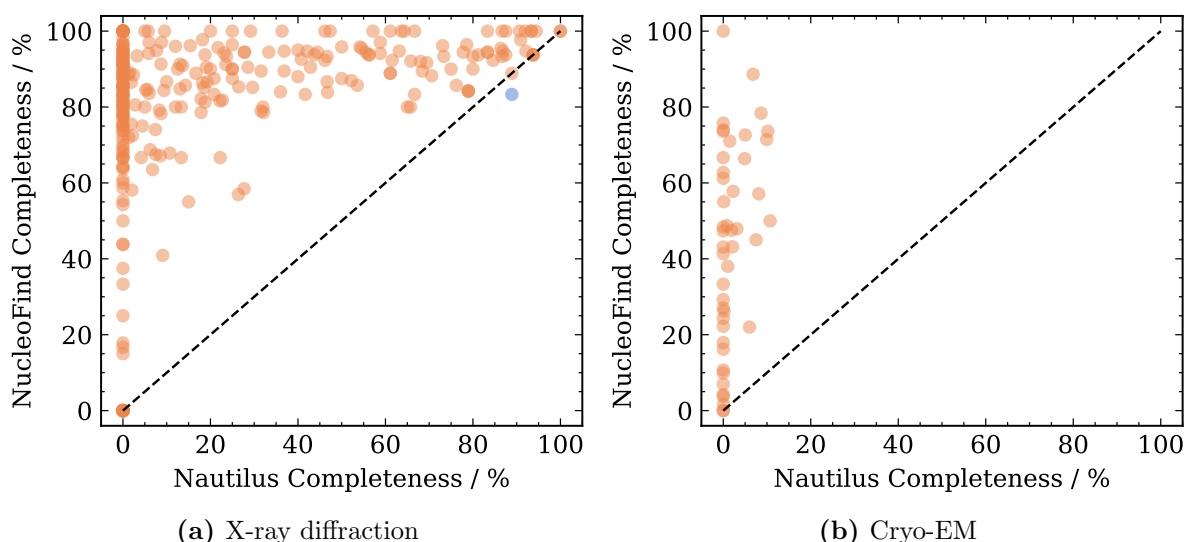 NucleoFind Completeness / %
100
80
60
40
20
0
0 20 40 60 80 100
Nautilus Completeness / %
(a) X-ray diffraction
NucleoFind Completeness / %
100
80
60
40
20
0
0 20 40 60 80 100
Nautilus Completeness / %
(b) Cryo-EM